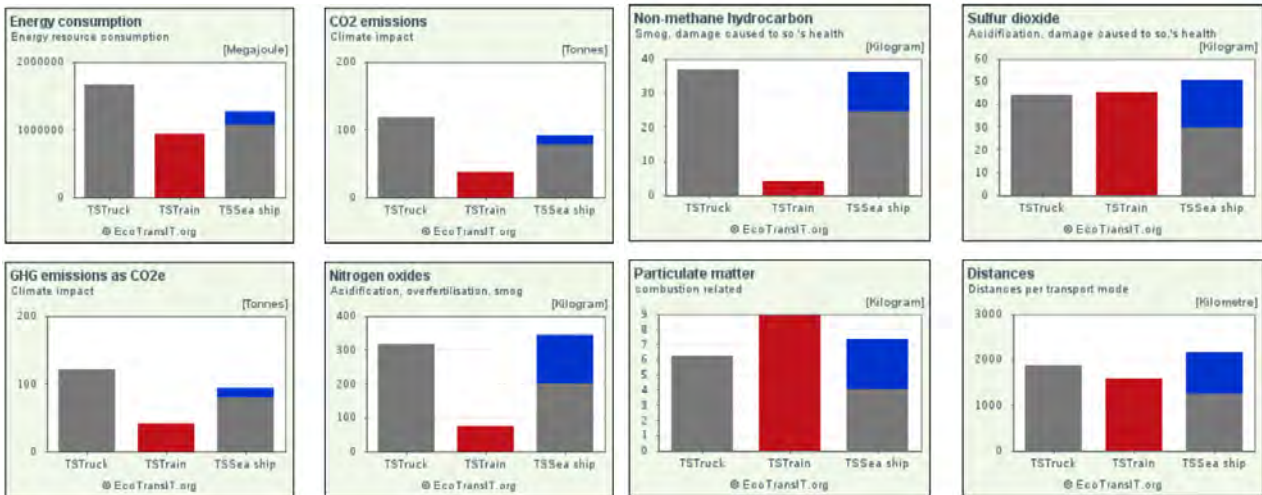 Energy consumption
Energy resource consumption
[Megajoule]
2000000
1000000
0
TSTruck TSTrain TSSea ship
© EcoTransIT.org
CO2 emissions
Climate impact
[Tonnes]
200
100
0
TSTruck TSTrain TSSea ship
© EcoTransIT.org
Non-methane hydrocarbon
Smog, damage caused to so.'s health
[Kilogram]
40
30
20
10
0
TSTruck TSTrain TSSea ship
© EcoTransIT.org
Sulfur dioxide
Acidification, damage caused to so.'s health
[Kilogram]
60
50
40
30
20
10
0
TSTruck TSTrain TSSea ship
© EcoTransIT.org
GHG emissions as CO2e
Climate impact
[Tonnes]
200
100
0
TSTruck TSTrain TSSea ship
© EcoTransIT.org
Nitrogen oxides
Acidification, overfertilisation, smog
[Kilogram]
400
300
200
100
0
TSTruck TSTrain TSSea ship
© EcoTransIT.org
Particulate matter
combustion related
[Kilogram]
9
8
7
6
5
4
3
2
1
0
TSTruck TSTrain TSSea ship
© EcoTransIT.org
Distances
Distances per transport mode
[Kilometre]
3000
2000
1000
0
TSTruck TSTrain TSSea ship
© EcoTransIT.org